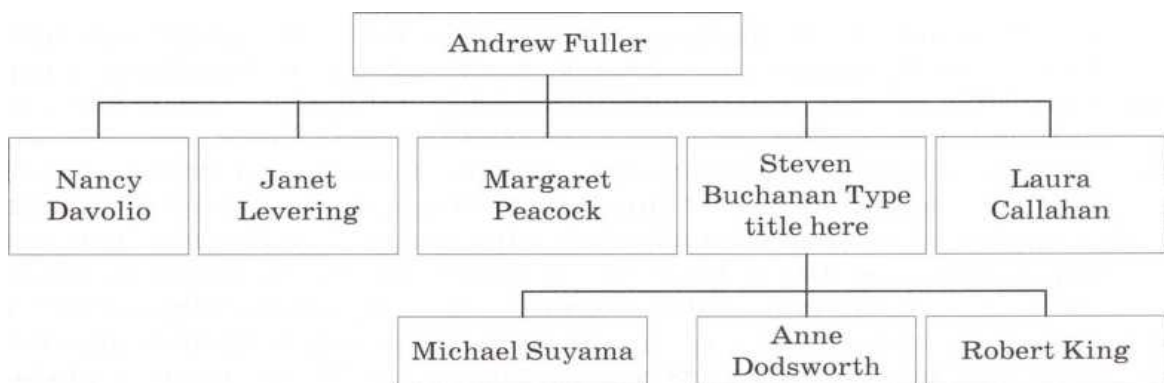 Andrew Fuller
Nancy
Davolio
Janet
Levering
Margaret
Peacock
Steven
Buchanan Type
title here
Laura
Callahan
Michael Suyama
Anne
Dodsworth
Robert King